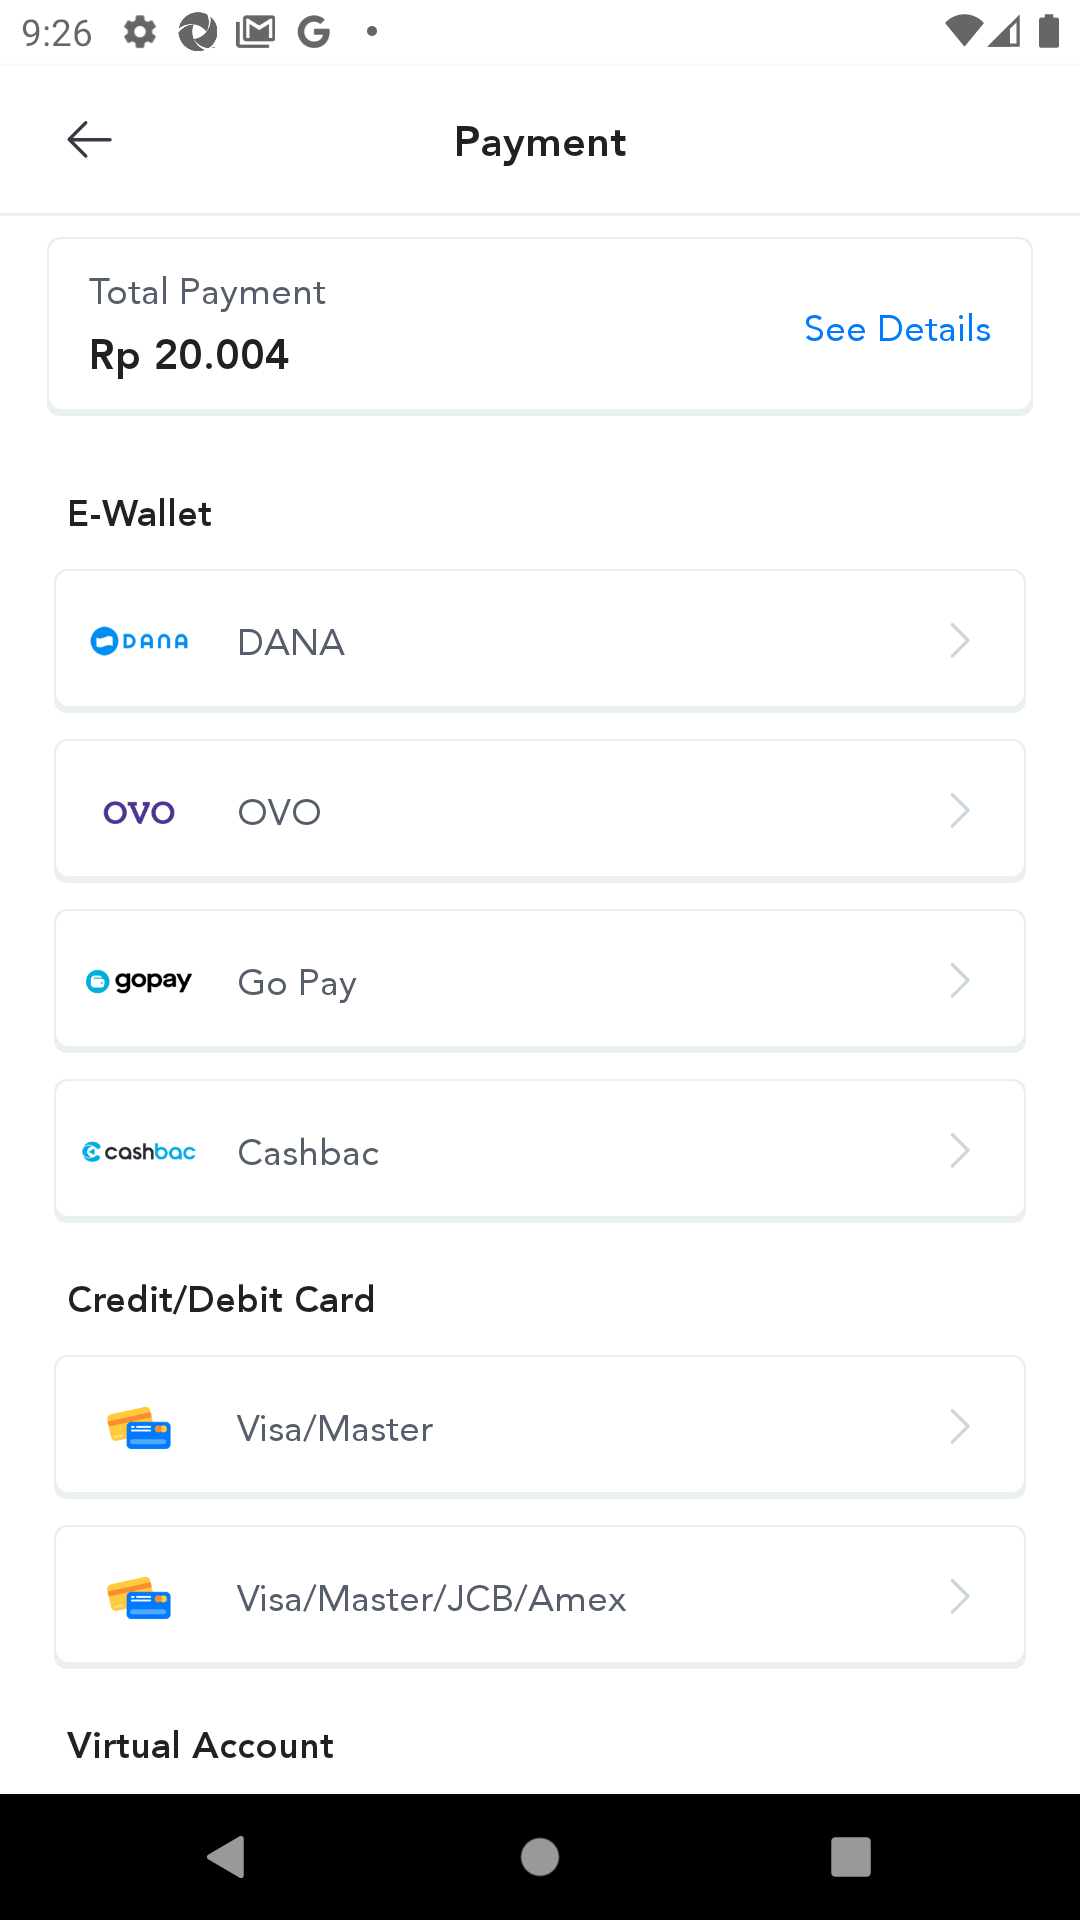 9:26
Payment
Total Payment
Rp 20.004
See Details
E-Wallet
DANA DANA
OVO OVO
gopay Go Pay
cashbac Cashbac
Credit/Debit Card
Visa/Master
Visa/Master/JCB/Amex
Virtual Account